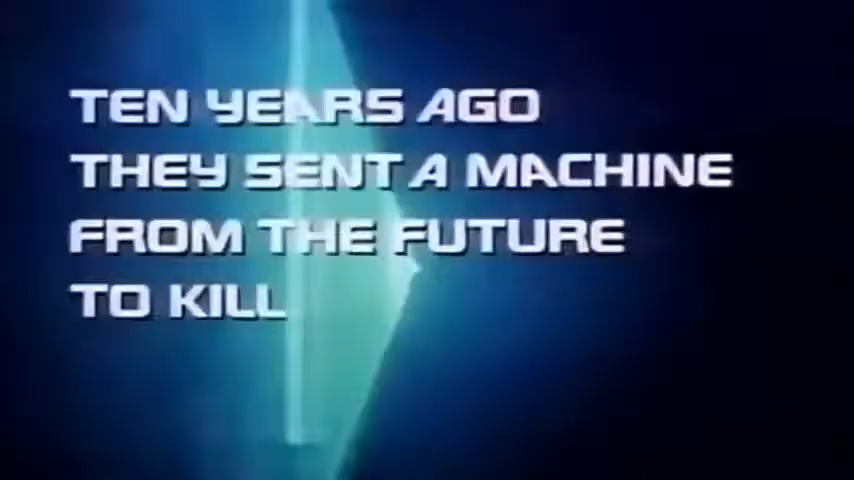 TEN YEARS AGO
THEY SENT A MACHINE
FROM THE FUTURE
TO KILL